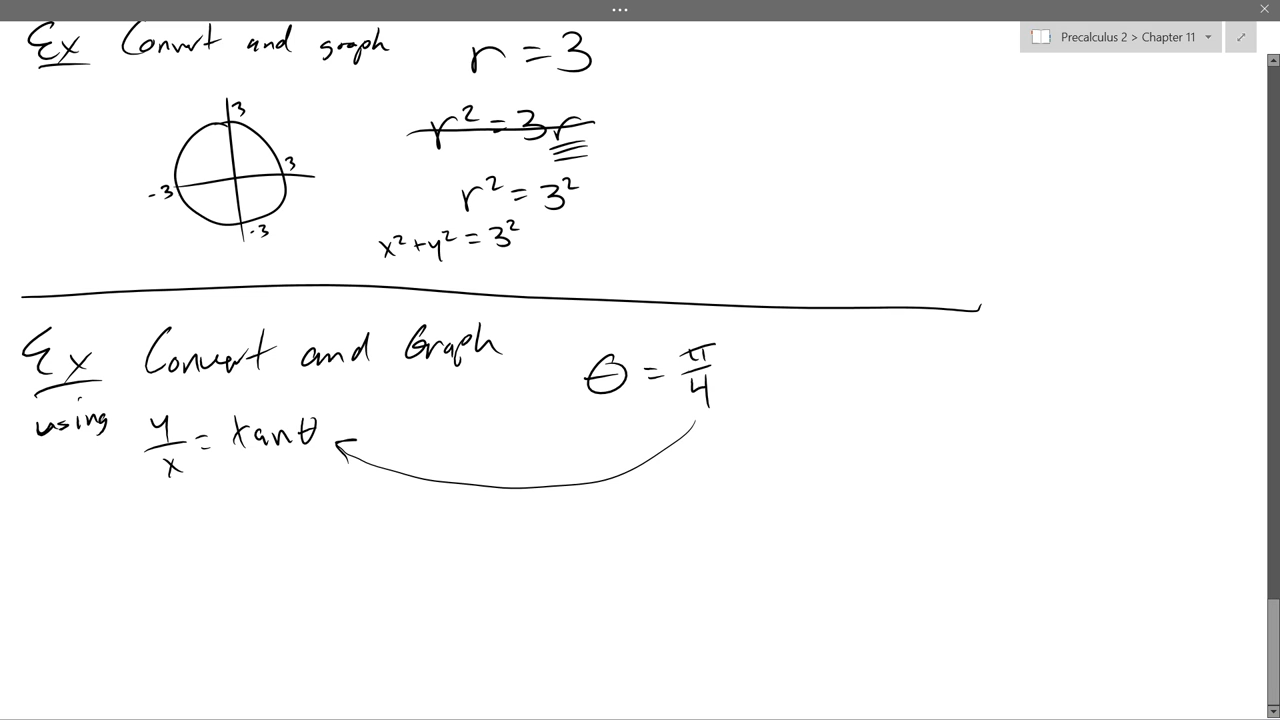 Precalculus 2 > Chapter 11
Ex Convert and graph r = 3
3
3
-3
-3
r² = 3r
r² = 3²
x² + y² = 3²
Ex Convert and Graph θ = π/4
using y/x = tanθ